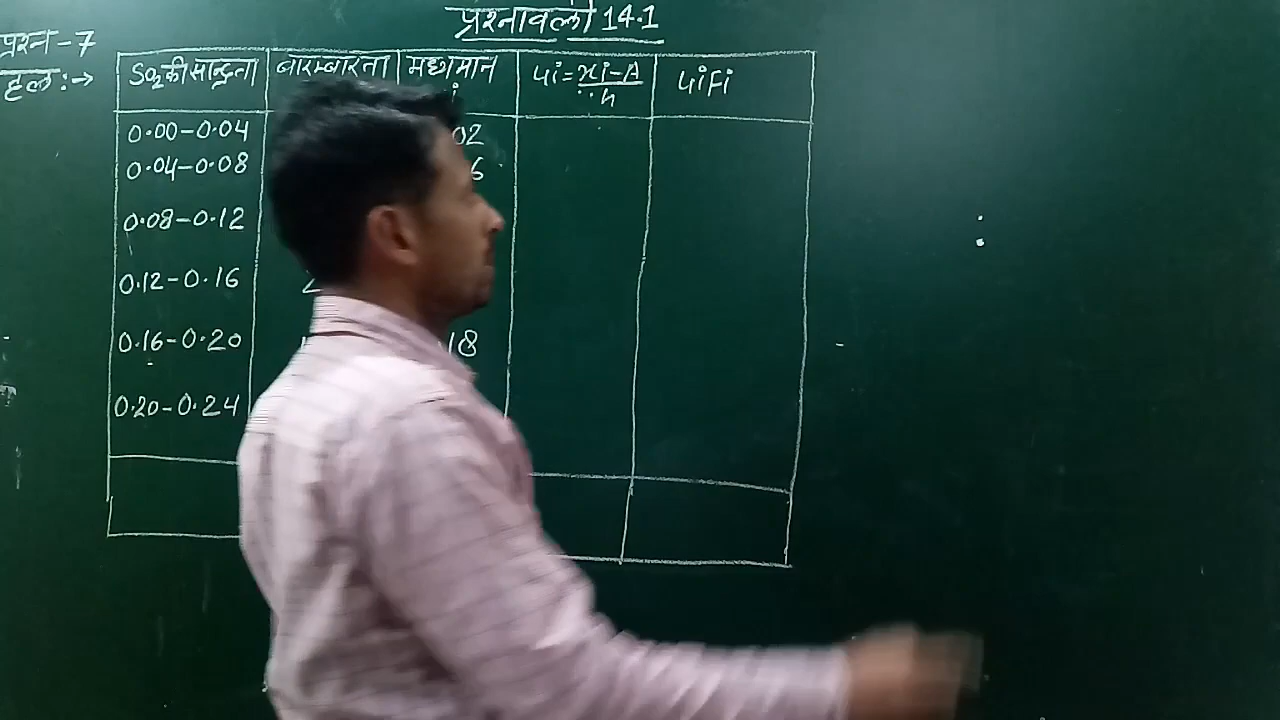 प्रश्नावली 14.1
प्रश्न-7
हल:→
SO₂ की सान्द्रता बारम्बारता मध्यमान ui = xi-A/h uifi
i
0.00-0.04 02
0.04-0.08 6
0.08-0.12
0.12-0.16
0.16-0.20 18
0.20-0.24